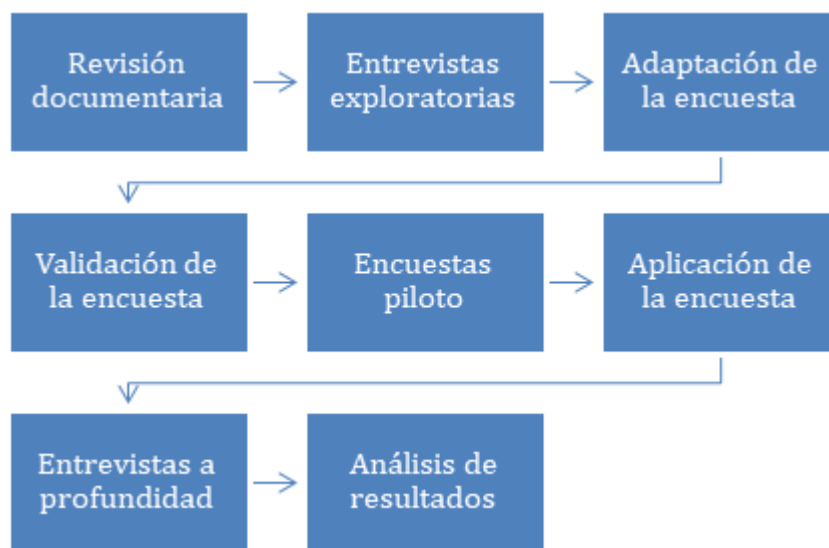 Revisión
documentaria
Entrevistas
exploratorias
Adaptación de
la encuesta
Validación de
la encuesta
Encuestas
piloto
Aplicación de
la encuesta
Entrevistas a
profundidad
Análisis de
resultados